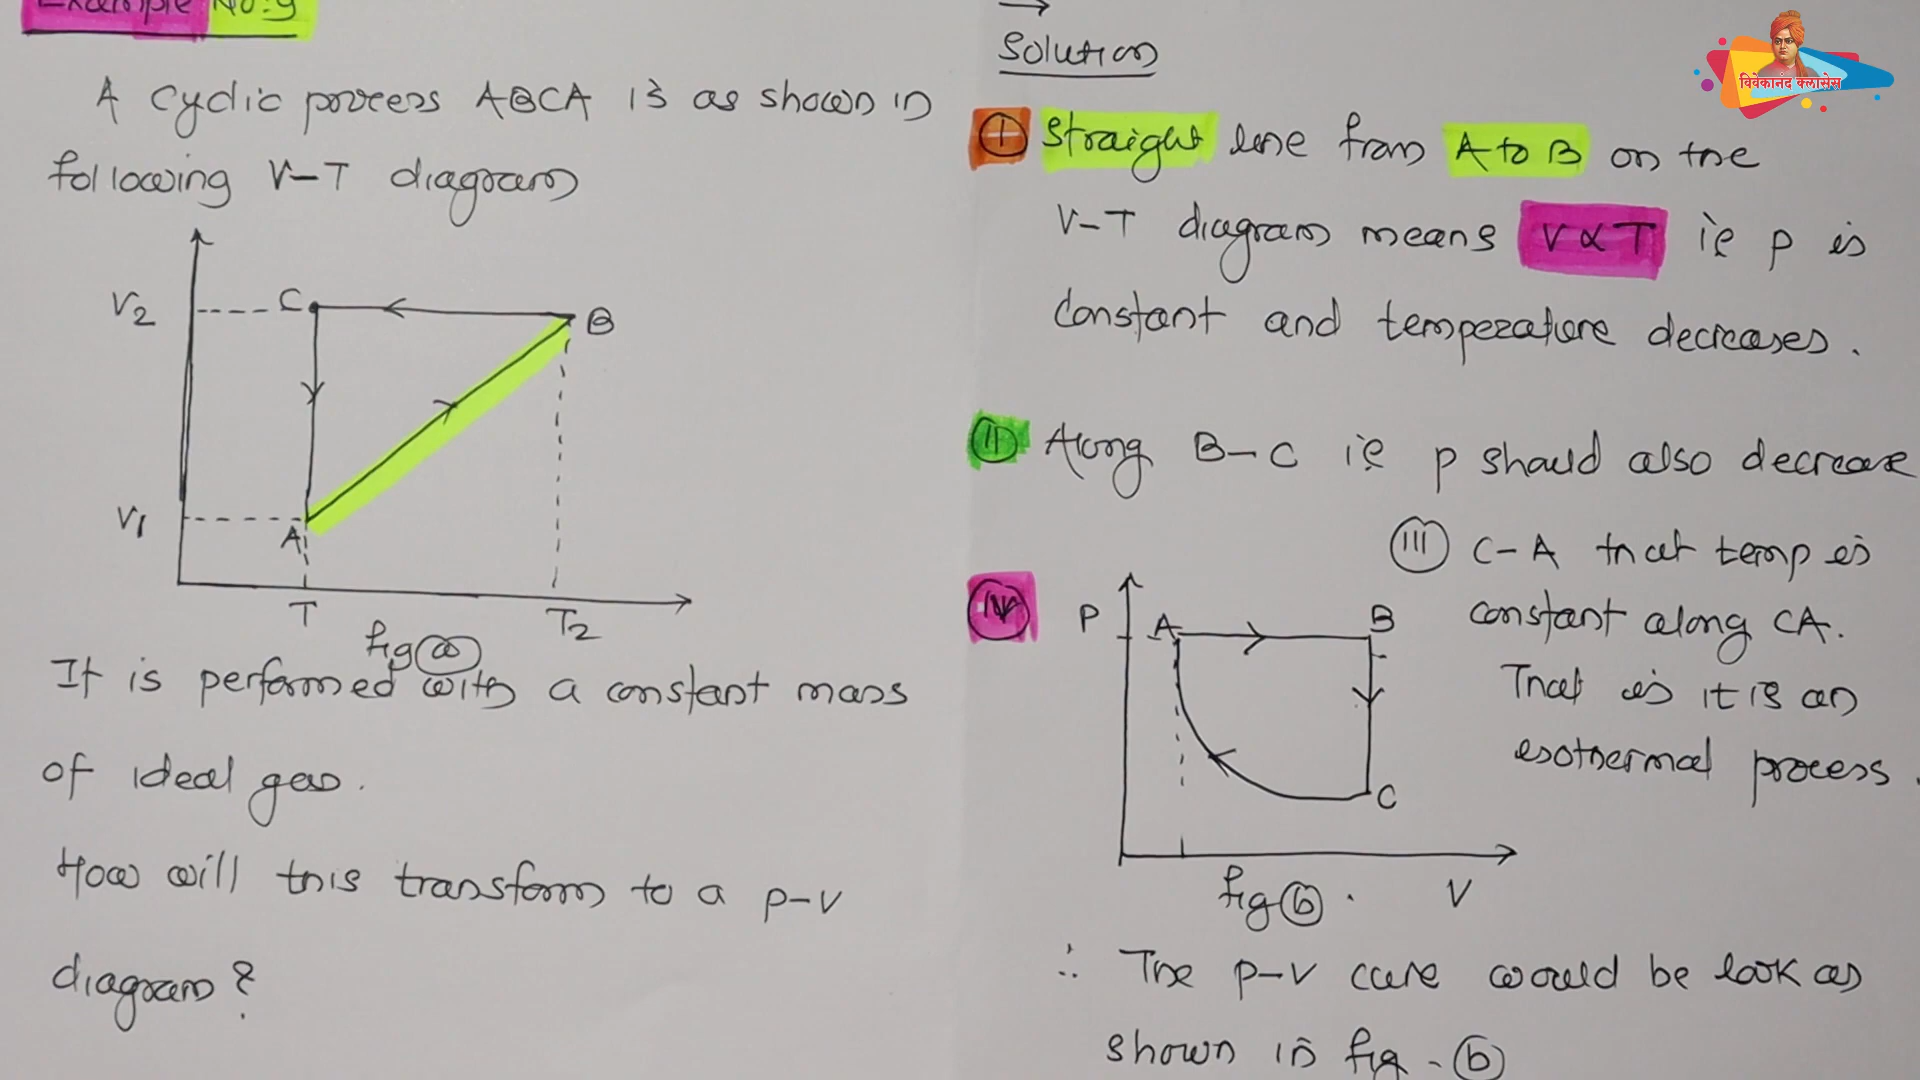 Example No:9
A cyclic process ABCA is as shown in
following V-T diagram
V2
C
B
V1
A
T
T2
fig (a)
It is performed with a constant mass
of ideal gas.
How will this transform to a p-v
diagram?
Solution
विवेकानंद क्लासेस
(I) Straight line from A to B on the
V-T diagram means V ∝ T ie p is
constant and temperature decreases.
(II) Along B-C ie p should also decrease
(III) C-A that temp is
constant along CA.
That is it is an
isothermal process.
(IV)
P
A
B
C
fig (b).
V
∴ The p-v curve would be look as
shown in fig - (b)